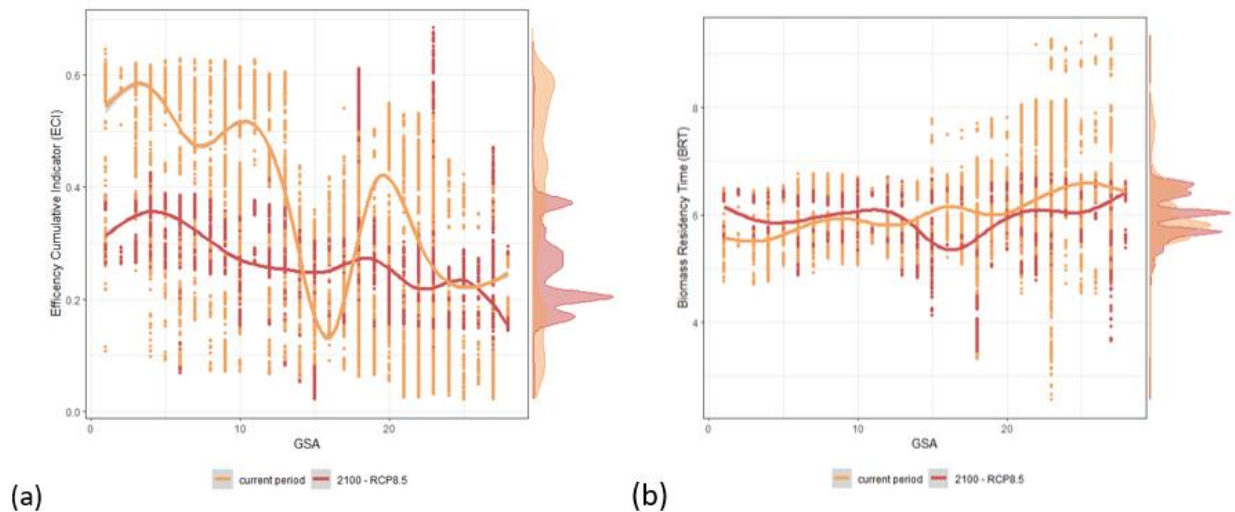 Efficency Cumulative Indicator (ECI)
0.6
0.4
0.2
0.0
0 10 20
GSA
current period 2100 - RCP8.5
(a)
Biomass Residency Time (BRT)
8
6
4
0 10 20
GSA
current period 2100 - RCP8.5
(b)